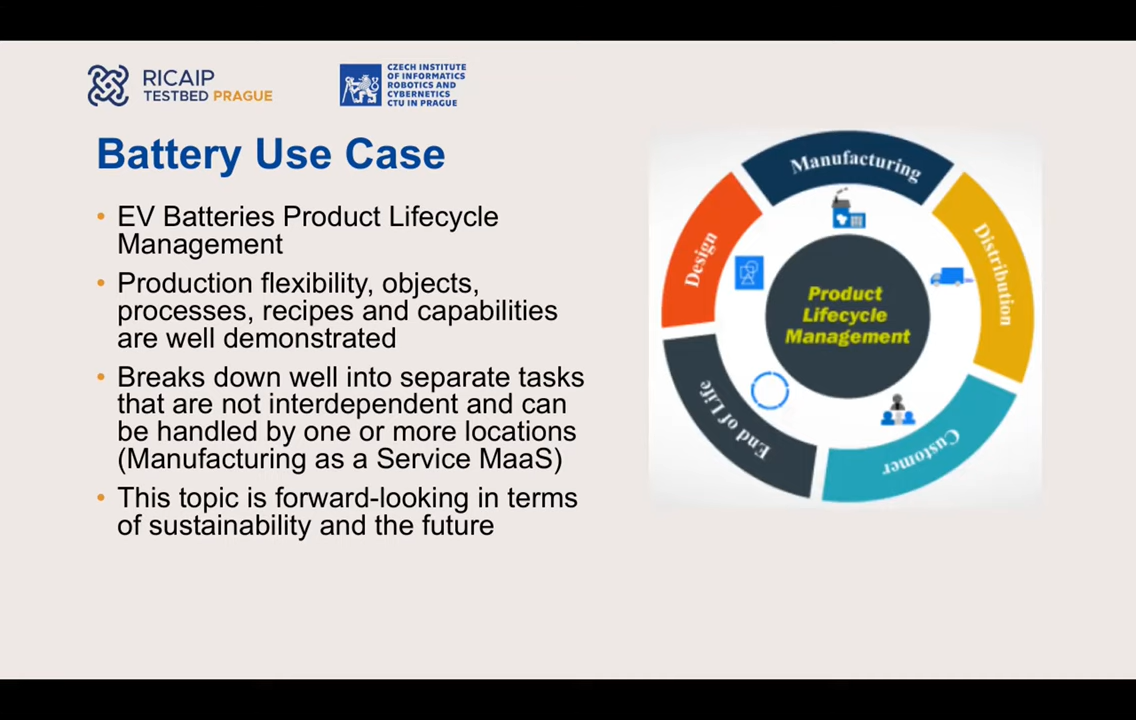 RICAIP
TESTBED PRAGUE
CZECH INSTITUTE
OF INFORMATICS
ROBOTICS AND
CYBERNETICS
CTU IN PRAGUE
Battery Use Case
• EV Batteries Product Lifecycle
Management
• Production flexibility, objects,
processes, recipes and capabilities
are well demonstrated
• Breaks down well into separate tasks
that are not interdependent and can
be handled by one or more locations
(Manufacturing as a Service MaaS)
• This topic is forward-looking in terms
of sustainability and the future
Manufacturing
Distribution
Customer
End of Life
Design
Product
Lifecycle
Management